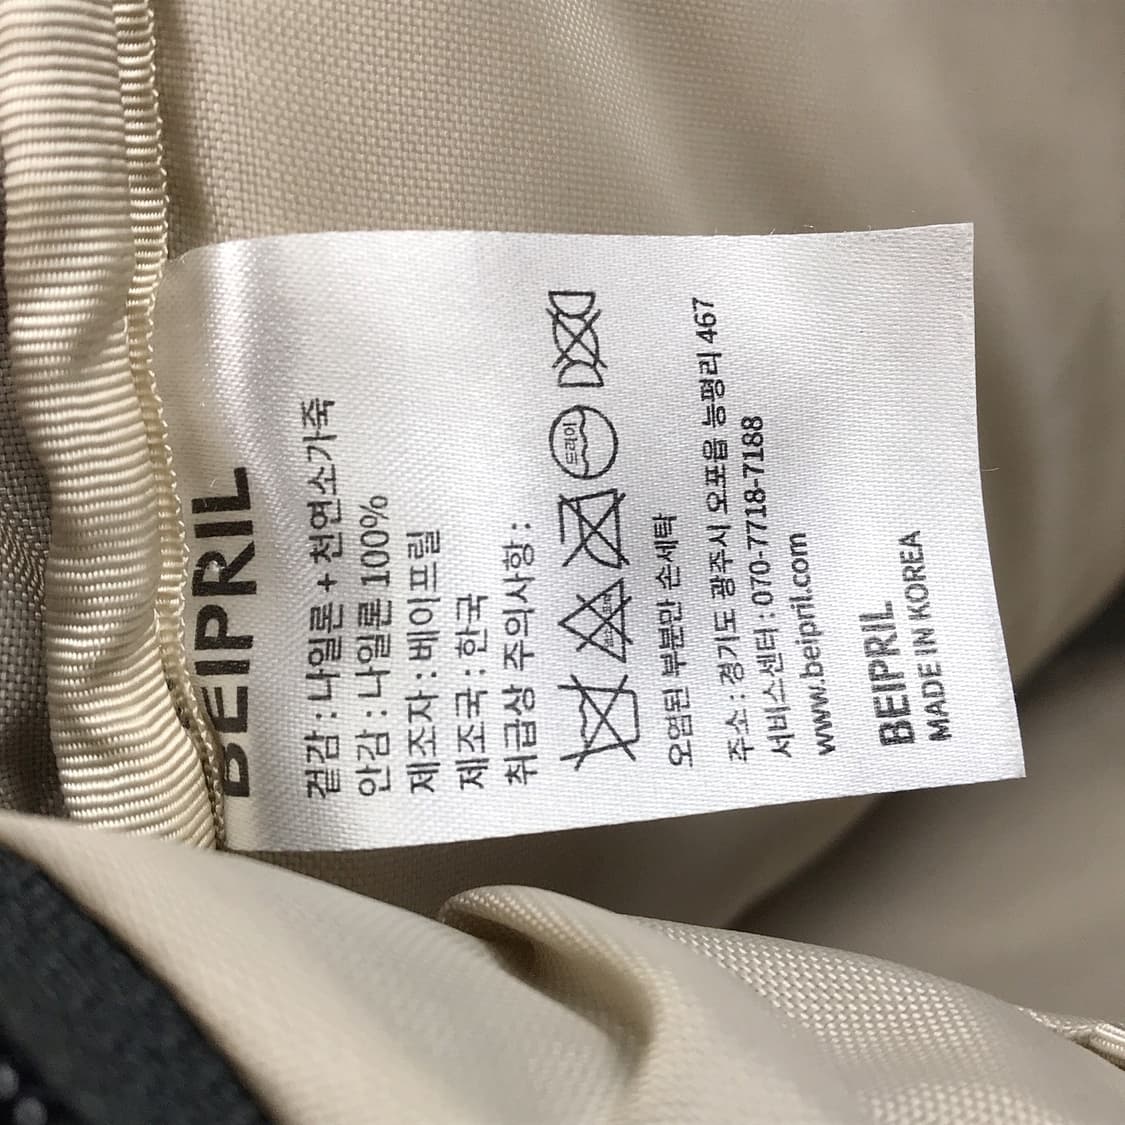 BEIPRIL
겉감 : 나일론 + 천연소가죽
안감 : 나일론 100%
제조자 : 베이프릴
제조국 : 한국
취급상 주의사항 :
드라이
오염된 부분만 손세탁
주소 : 경기도 광주시 오포읍 능평리 467
서비스센터 : 070-7718-7188
www.beipril.com
BEIPRIL
MADE IN KOREA